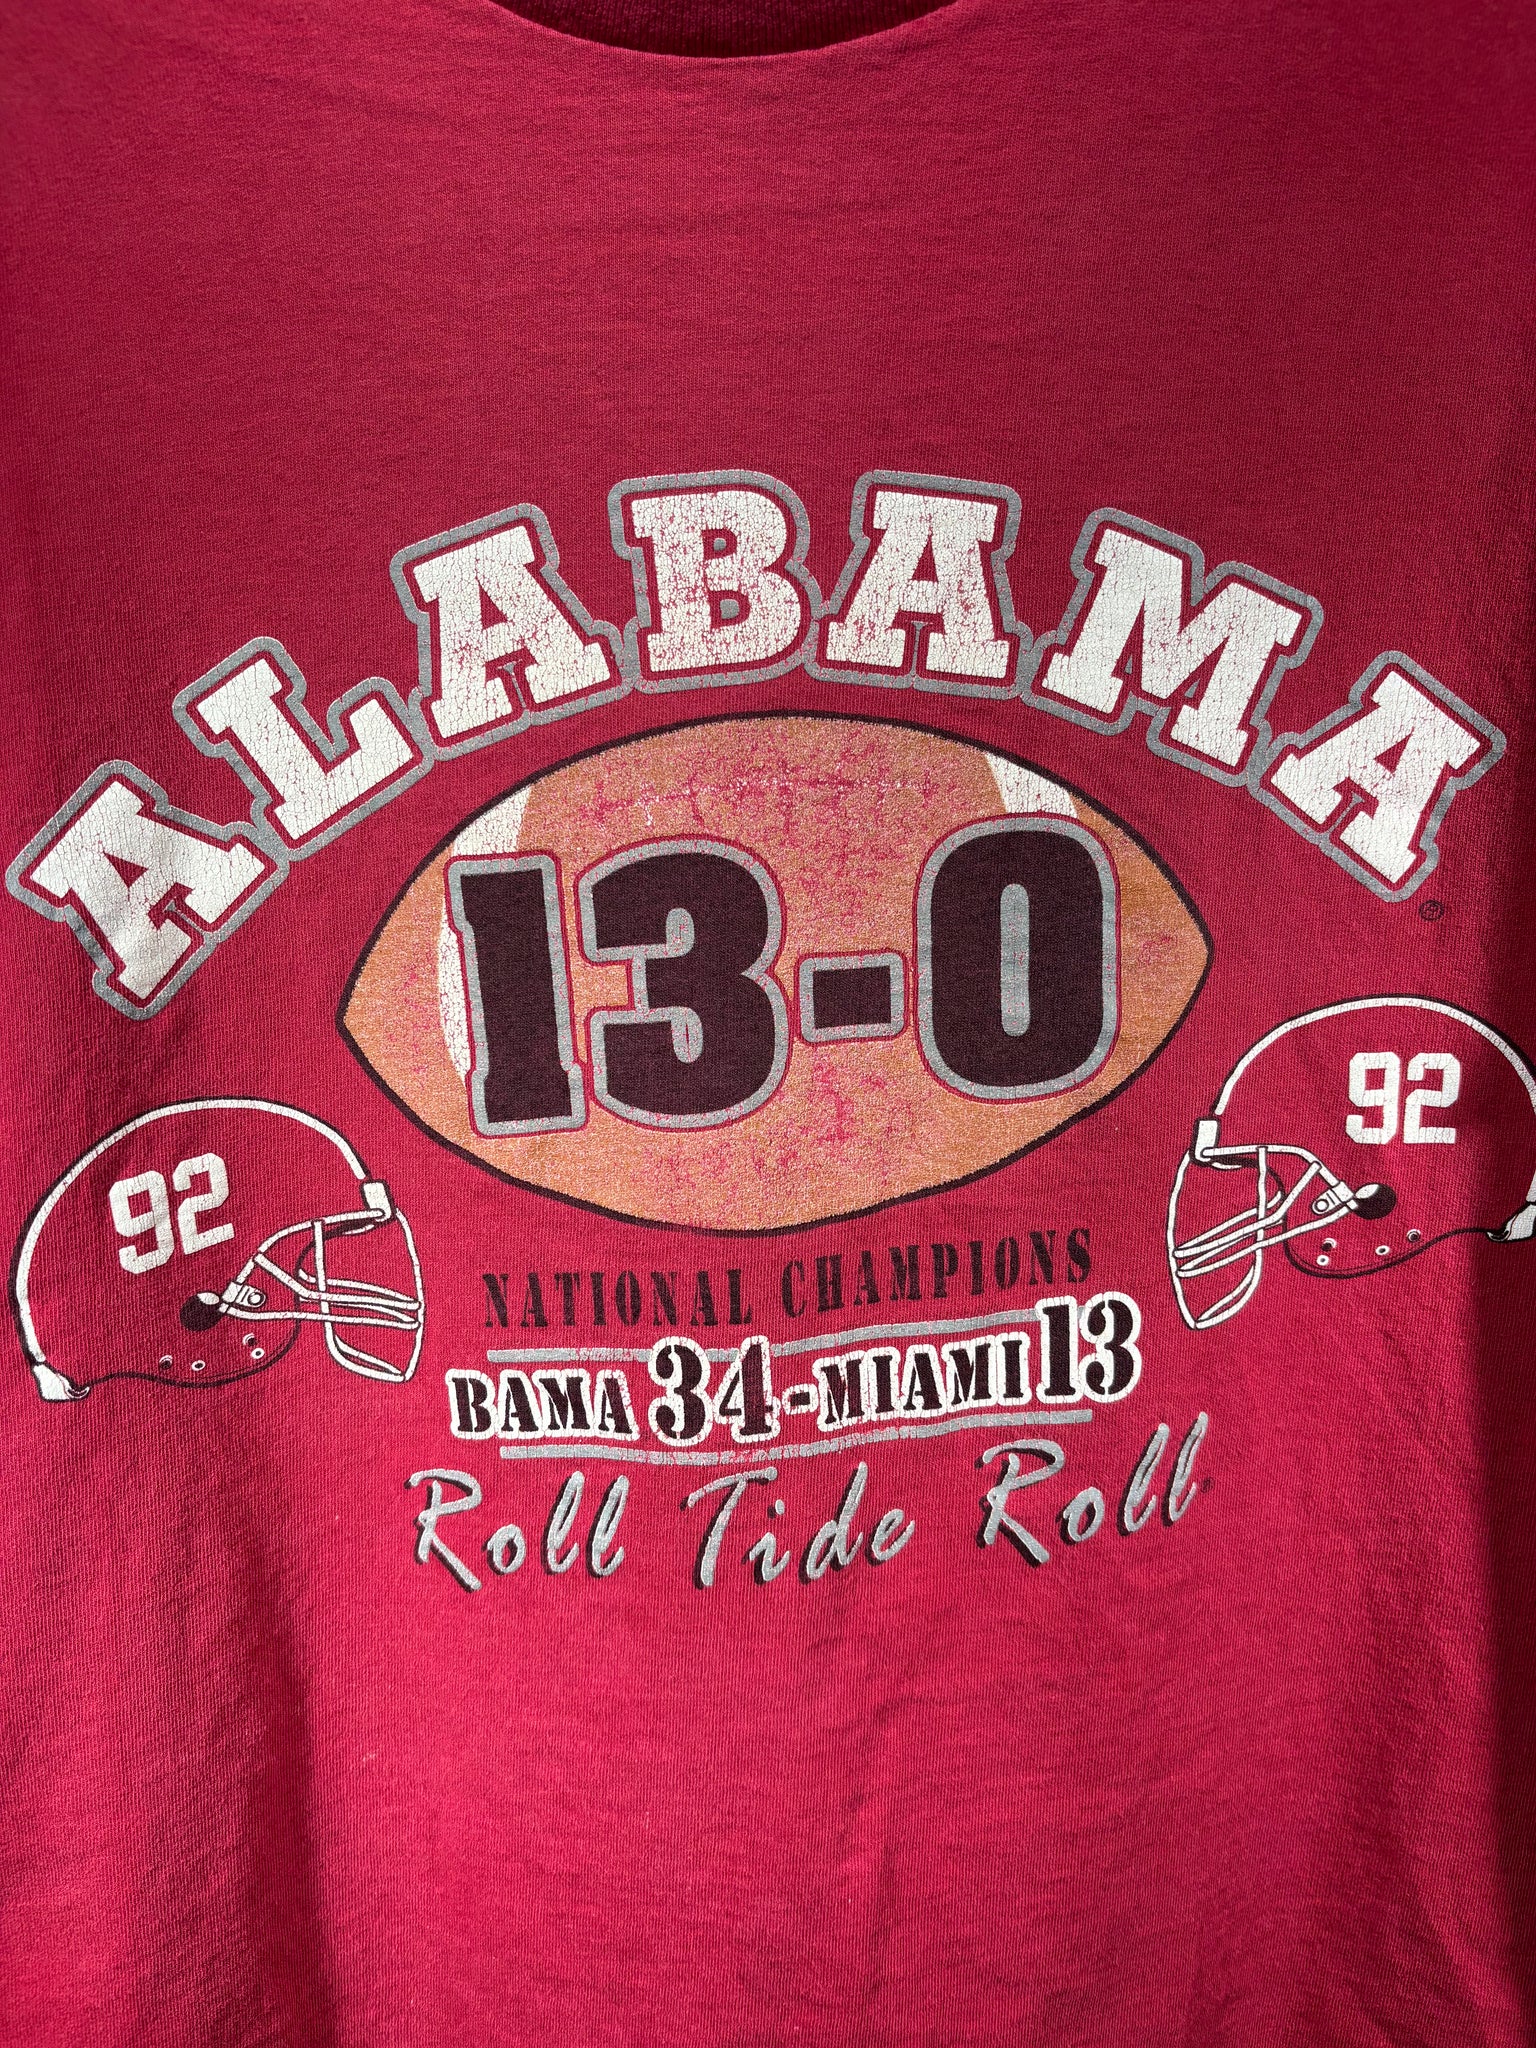 ALABAMA
13-0
92
92
NATIONAL CHAMPIONS
BAMA 34-MIAMI 13
Roll Tide Roll